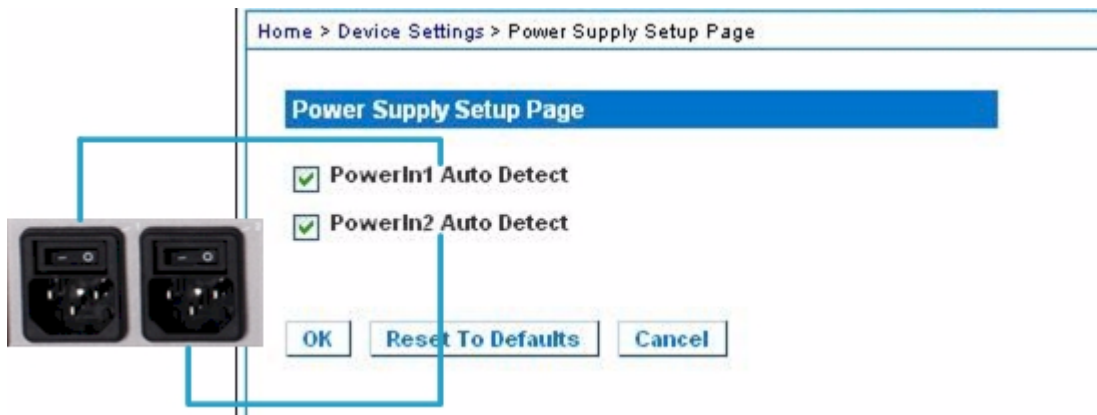 Home > Device Settings > Power Supply Setup Page
Power Supply Setup Page
PowerIn1 Auto Detect
PowerIn2 Auto Detect
OK Reset To Defaults Cancel